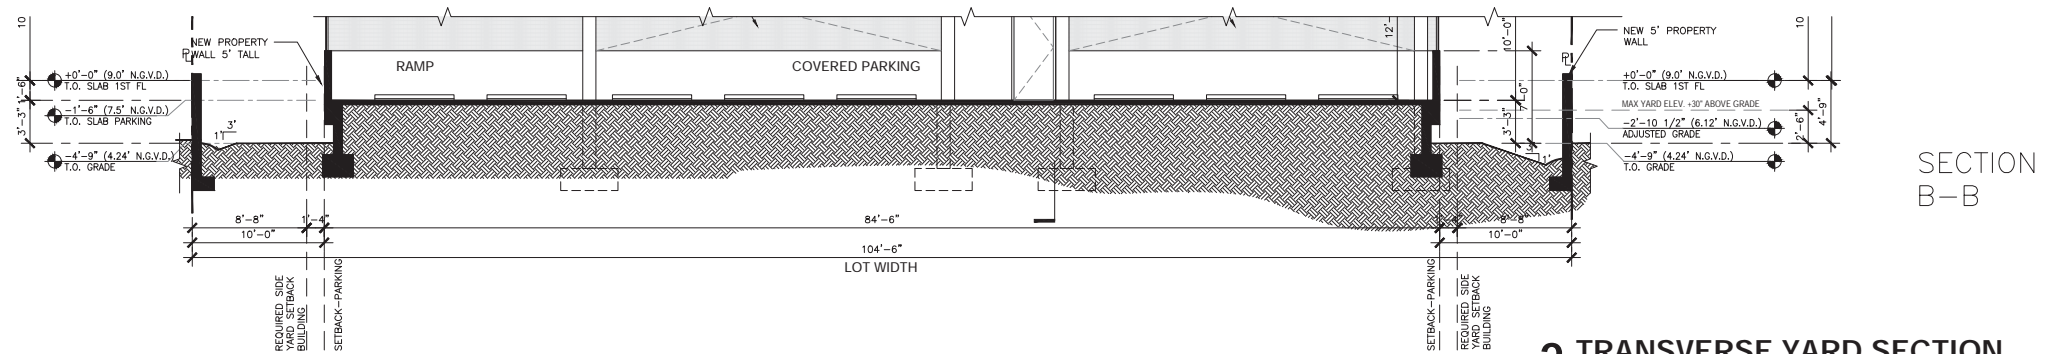 10
NEW PROPERTY
WALL 5' TALL
PL
+0'-0" (9.0' N.G.V.D.)
T.O. SLAB 1ST FL
1'-6"
-1'-6" (7.5' N.G.V.D.)
T.O. SLAB PARKING
3'-3"
-4'-9" (4.24' N.G.V.D.)
T.O. GRADE
1'
3'
RAMP
COVERED PARKING
12'-
10'-0"
7'-0"
3'-3"
NEW 5' PROPERTY
WALL
PL
+0'-0" (9.0' N.G.V.D.)
T.O. SLAB 1ST FL
MAX YARD ELEV. +30" ABOVE GRADE
-2'-10 1/2" (6.12' N.G.V.D.)
ADJUSTED GRADE
-4'-9" (4.24' N.G.V.D.)
T.O. GRADE
10
2'-6"
4'-9"
1'
SECTION
B-B
8'-8"
1'-4"
84'-6"
8'-8"
10'-0"
10'-0"
104'-6"
LOT WIDTH
REQUIRED SIDE
YARD SETBACK
BUILDING
SETBACK-PARKING
SETBACK-PARKING
REQUIRED SIDE
YARD SETBACK
BUILDING
TRANSVERSE YARD SECTION